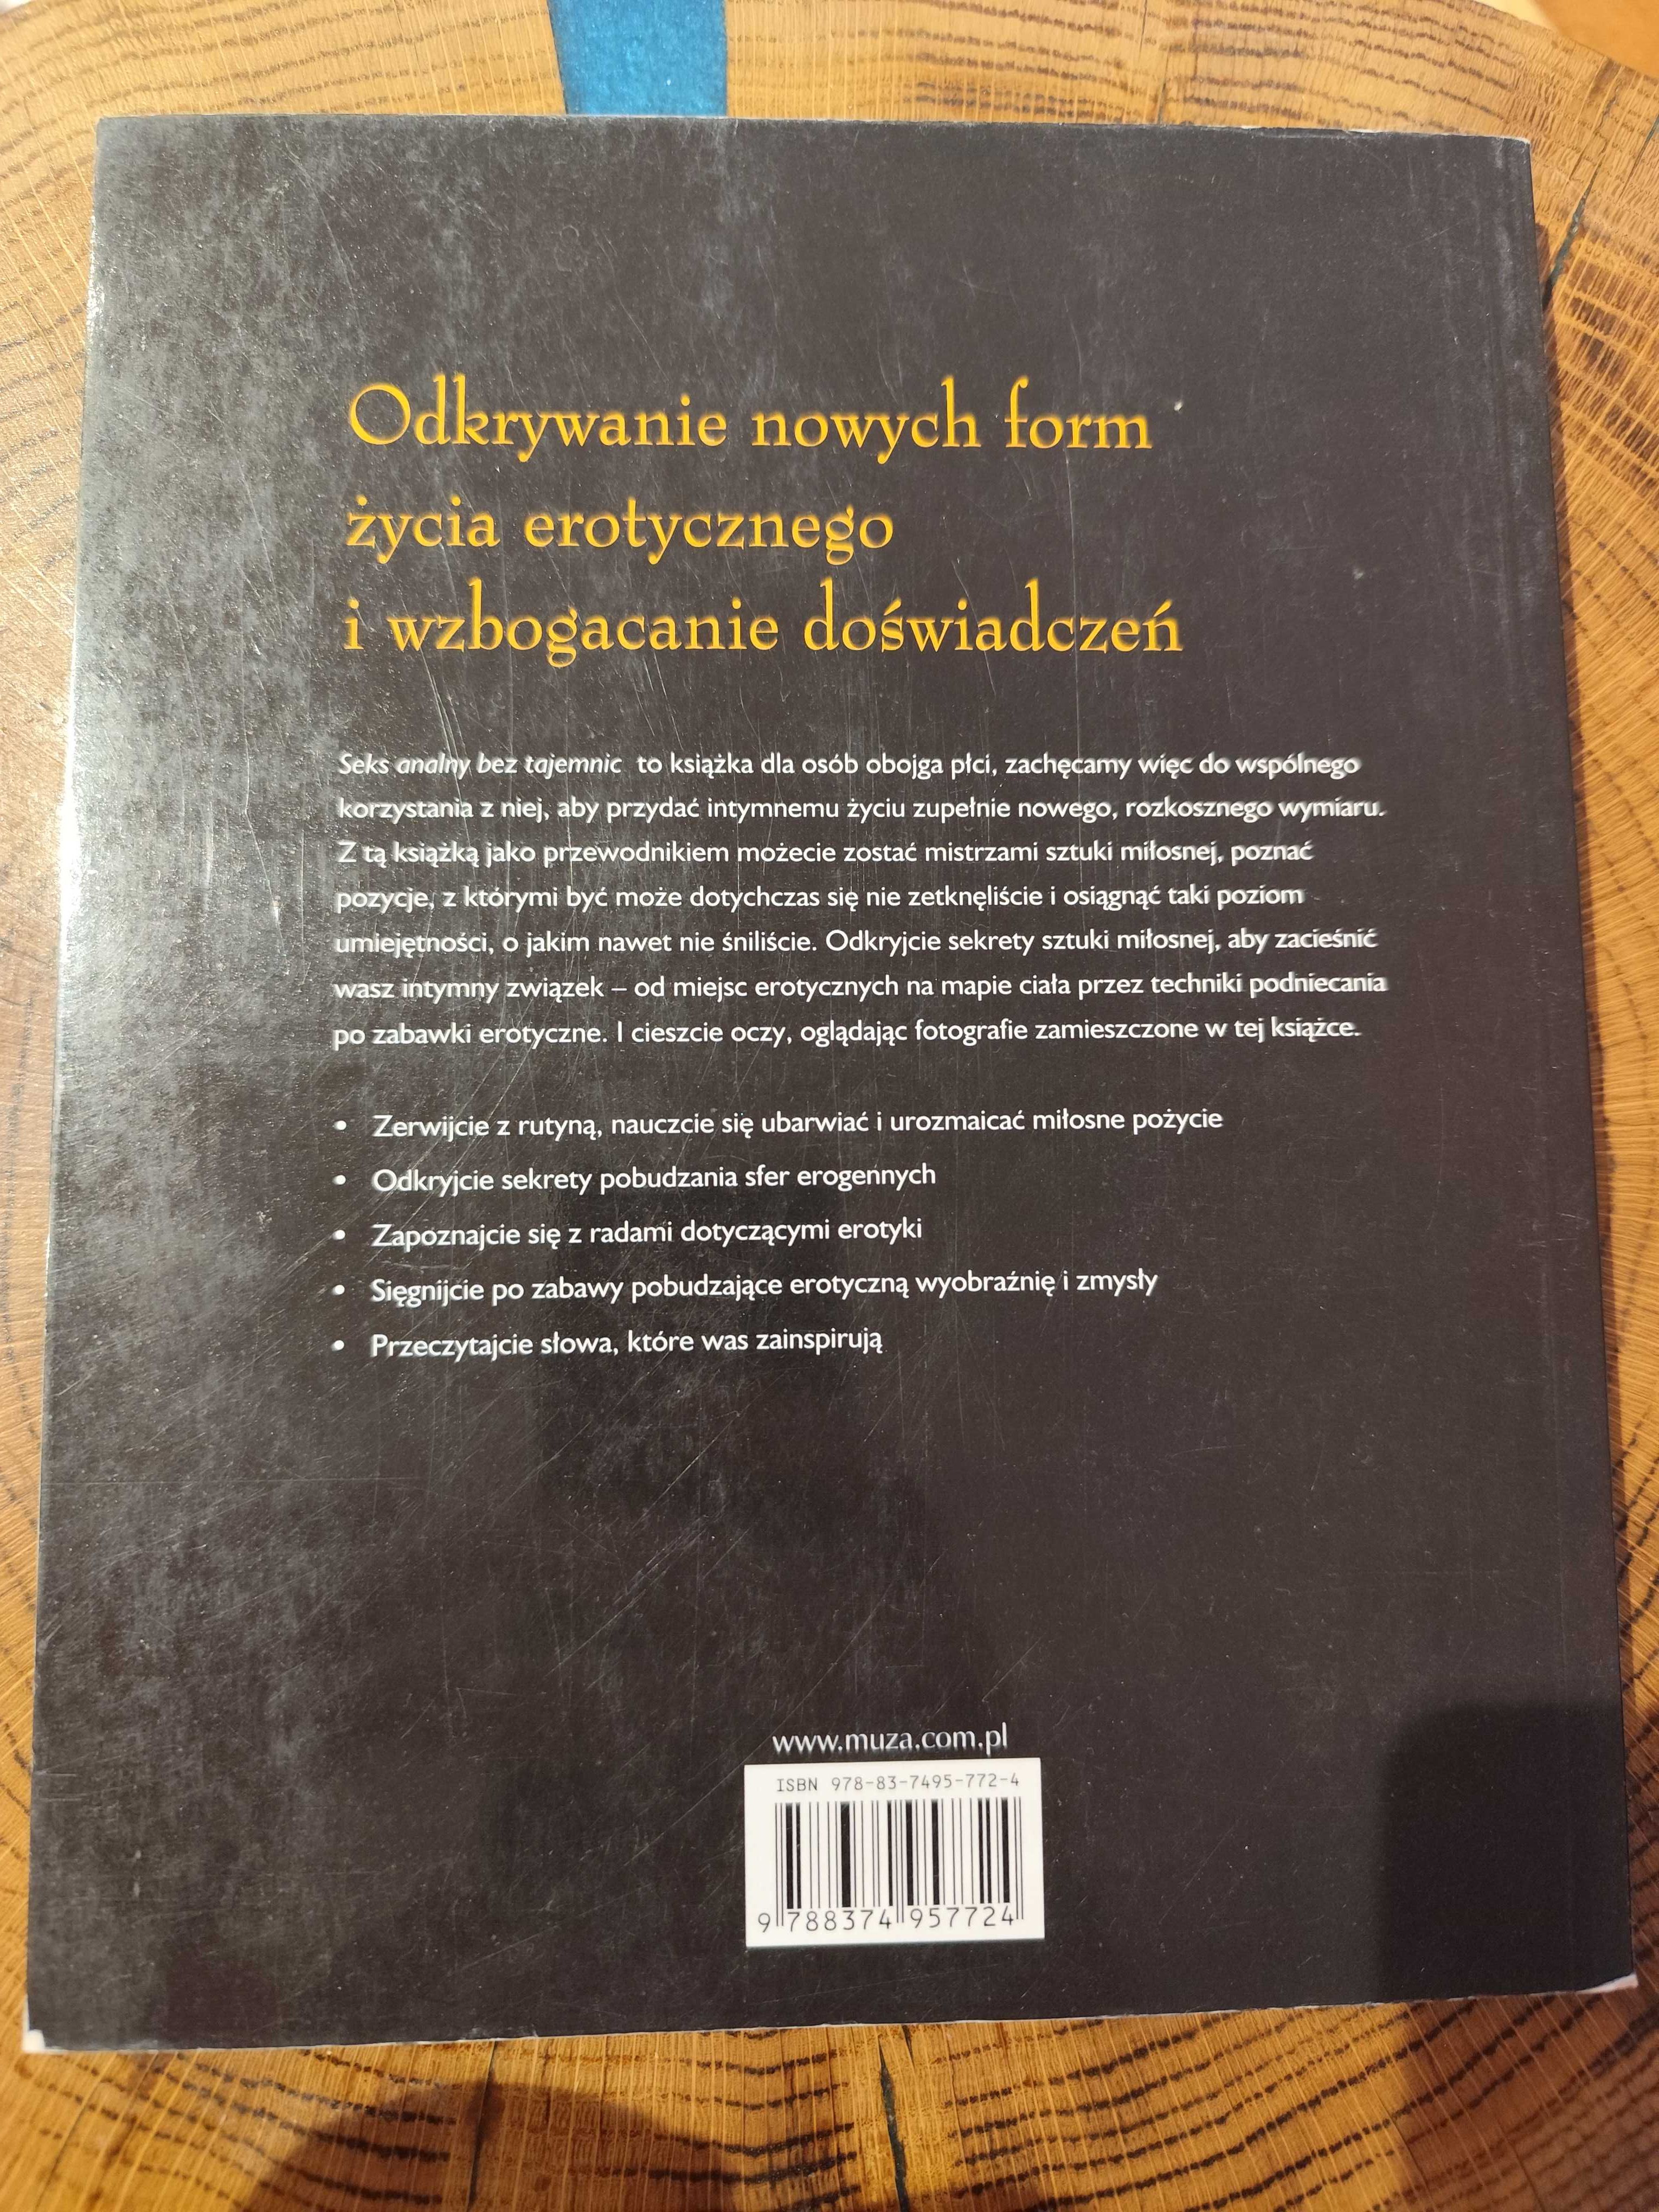 Odkrywanie nowych form
życia erotycznego
i wzbogacanie doświadczeń
Seks analny bez tajemnic to książka dla osób obojga płci, zachęcamy więc do wspólnego
korzystania z niej, aby przydać intymnemu życiu zupełnie nowego, rozkosznego wymiaru.
Z tą książką jako przewodnikiem możecie zostać mistrzami sztuki miłosnej, poznać
pozycje, z którymi być może dotychczas się nie zetknęliście i osiągnąć taki poziom
umiejętności, o jakim nawet nie śniliście. Odkryjcie sekrety sztuki miłosnej, aby zacieśnić
wasz intymny związek – od miejsc erotycznych na mapie ciała przez techniki podniecania
po zabawki erotyczne. I cieszcie oczy, oglądając fotografie zamieszczone w tej książce.
• Zerwijcie z rutyną, nauczcie się ubarwiać i urozmaicać miłosne pożycie
• Odkryjcie sekrety pobudzania sfer erogennych
• Zapoznajcie się z radami dotyczącymi erotyki
• Sięgnijcie po zabawy pobudzające erotyczną wyobraźnię i zmysły
• Przeczytajcie słowa, które was zainspirują
www.muza.com.pl
ISBN 978-83-7495-772-4
9 788374 957724